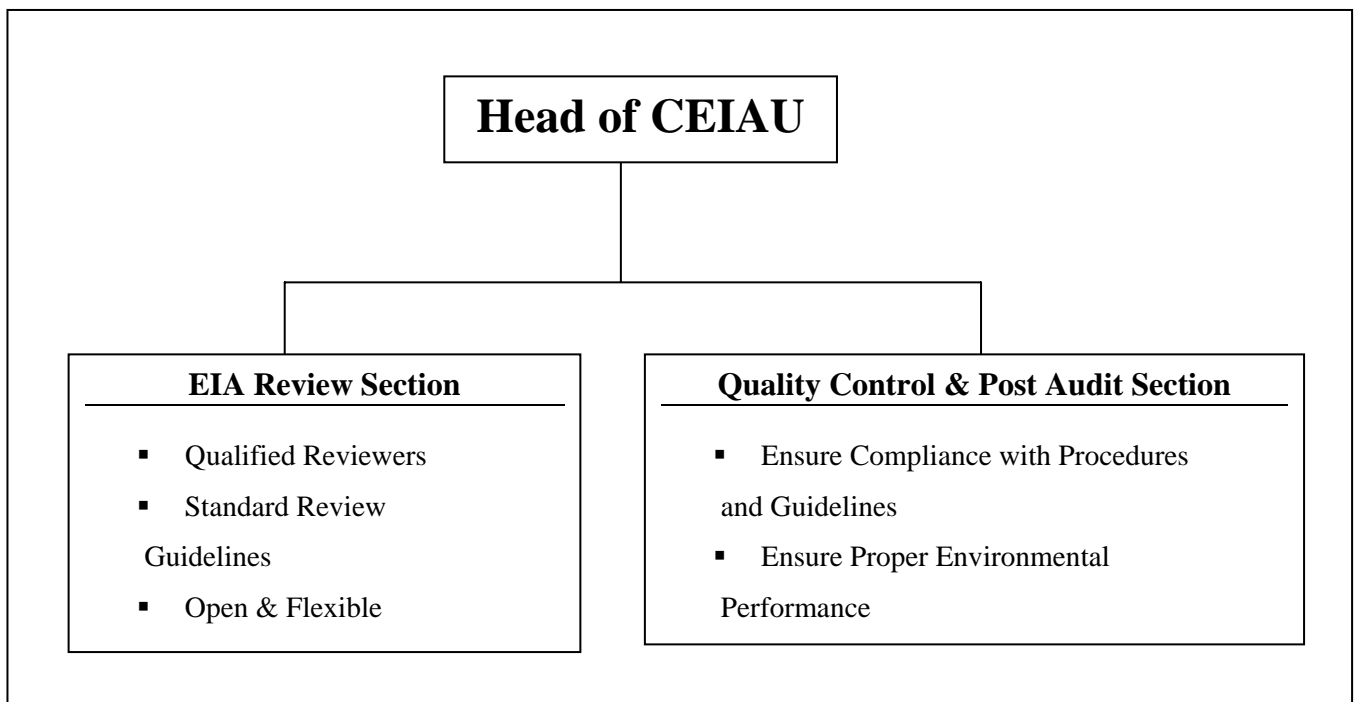 Head of CEIAU
EIA Review Section
▪ Qualified Reviewers
▪ Standard Review
Guidelines
▪ Open & Flexible
Quality Control & Post Audit Section
▪ Ensure Compliance with Procedures
and Guidelines
▪ Ensure Proper Environmental
Performance